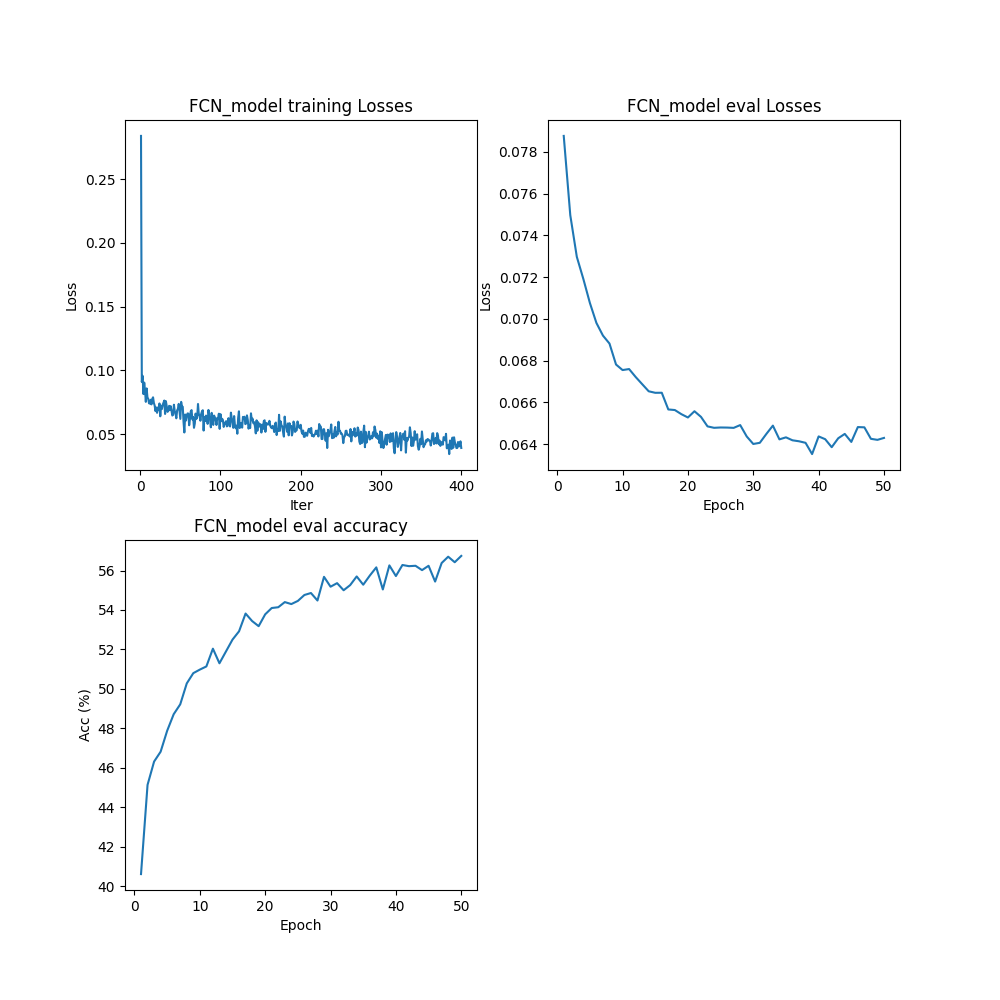 FCN_model training Losses
0.25
0.20
0.15
0.10
0.05
Loss
0 100 200 300 400
Iter
FCN_model eval Losses
0.078
0.076
0.074
0.072
0.070
0.068
0.066
0.064
Loss
0 10 20 30 40 50
Epoch
FCN_model eval accuracy
56
54
52
50
48
46
44
42
40
Acc (%)
0 10 20 30 40 50
Epoch